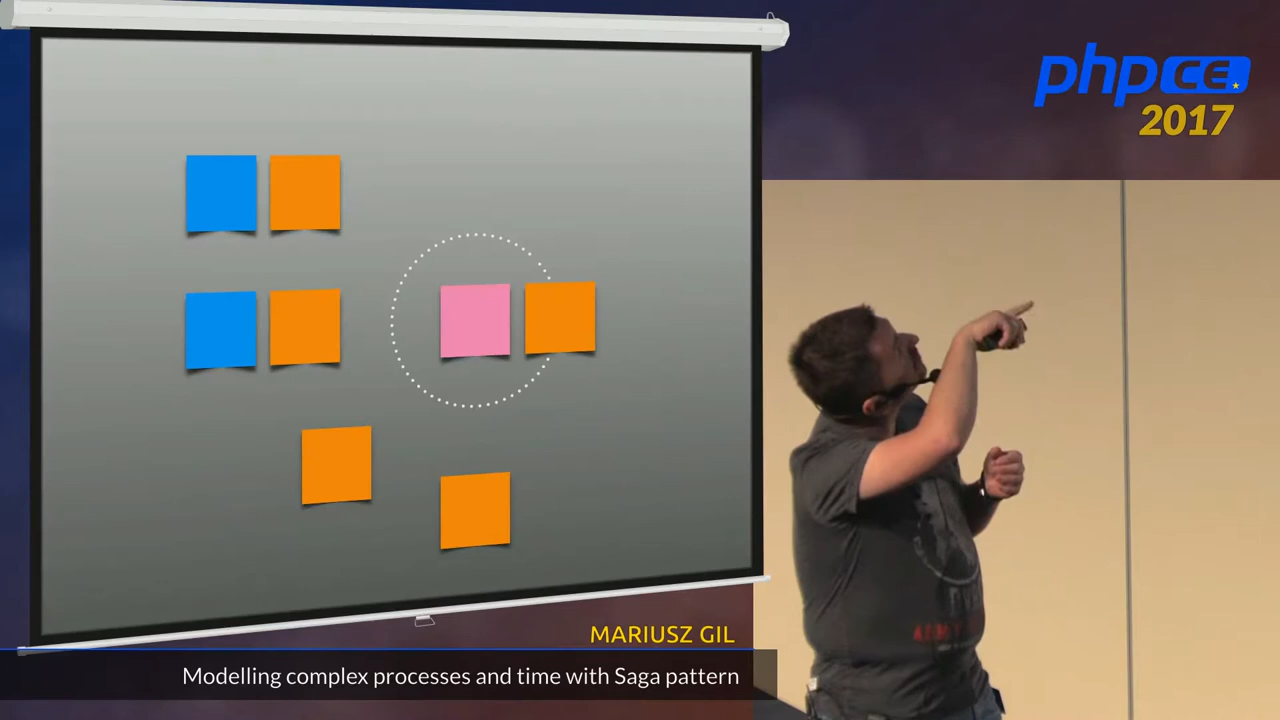 phpCE
2017
MARIUSZ GIL
Modelling complex processes and time with Saga pattern